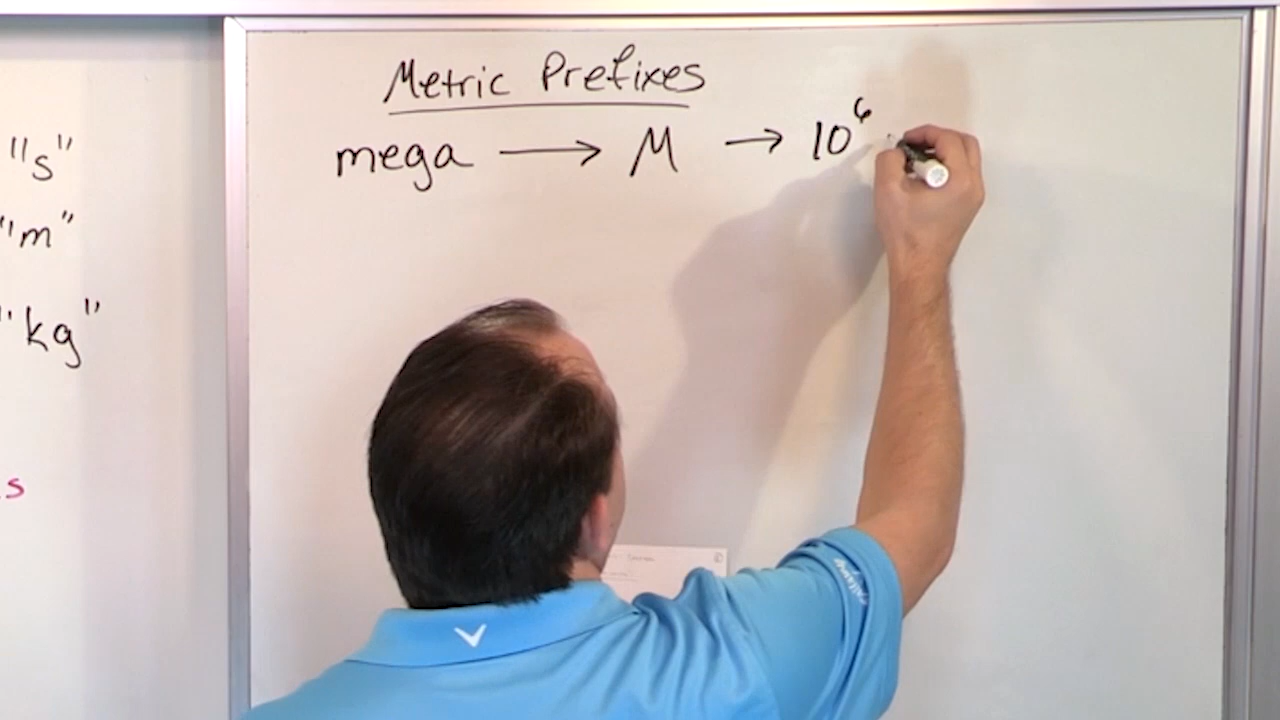 "s"
"m"
"kg"
s
Metric Prefixes
mega → M → 10⁶